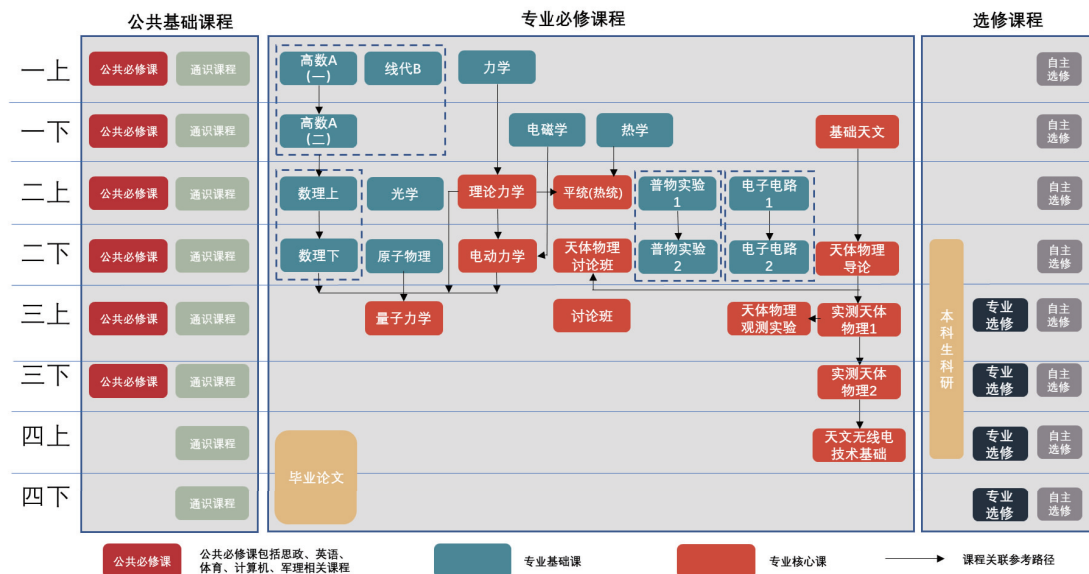 公共基础课程
专业必修课程
选修课程
一上
公共必修课
通识课程
高数A
(一)
线代B
力学
自主
选修
一下
公共必修课
通识课程
高数A
(二)
电磁学
热学
基础天文
自主
选修
二上
公共必修课
通识课程
数理上
光学
理论力学
平统(热统)
普物实验
1
电子电路
1
自主
选修
二下
公共必修课
通识课程
数理下
原子物理
电动力学
天体物理
讨论班
普物实验
2
电子电路
2
天体物理
导论
自主
选修
三上
公共必修课
通识课程
量子力学
讨论班
天体物理
观测实验
实测天体
物理1
本科生科研
专业
选修
自主
选修
三下
公共必修课
通识课程
实测天体
物理2
专业
选修
自主
选修
四上
通识课程
毕业论文
天文无线电
技术基础
专业
选修
自主
选修
四下
通识课程
专业
选修
自主
选修
公共必修课
公共必修课包括思政、英语、
体育、计算机、军理相关课程
专业基础课
专业核心课
课程关联参考路径